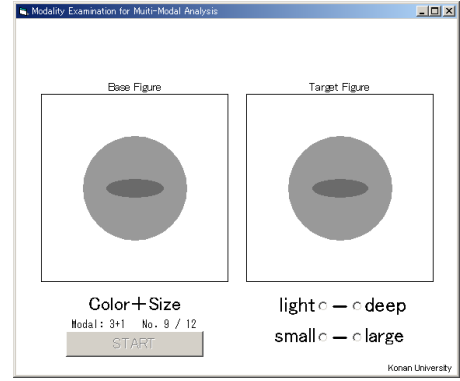 Modality Examination for Muiti-Modal Analysis
Base Figure Target Figure
Color+Size
Modal: 3+1 No. 9 / 12
START
light — deep
small — large
Konan University